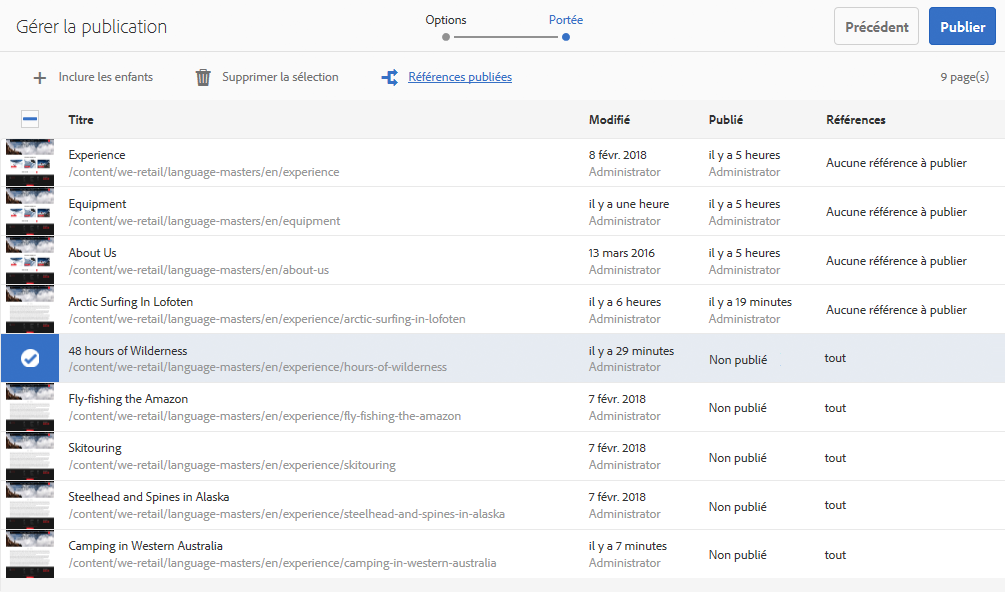 Gérer la publication
Options
Portée
Précédent
Publier
Inclure les enfants
Supprimer la sélection
Références publiées
9 page(s)
Titre
Modifié
Publié
Références
Experience
/content/we-retail/language-masters/en/experience
8 févr. 2018
Administrator
il y a 5 heures
Administrator
Aucune référence à publier
Equipment
/content/we-retail/language-masters/en/equipment
il y a une heure
Administrator
il y a 5 heures
Administrator
Aucune référence à publier
About Us
/content/we-retail/language-masters/en/about-us
13 mars 2016
Administrator
il y a 5 heures
Administrator
Aucune référence à publier
Arctic Surfing In Lofoten
/content/we-retail/language-masters/en/experience/arctic-surfing-in-lofoten
il y a 6 heures
Administrator
il y a 19 minutes
Administrator
Aucune référence à publier
48 hours of Wilderness
/content/we-retail/language-masters/en/experience/hours-of-wilderness
il y a 29 minutes
Administrator
Non publié
tout
Fly-fishing the Amazon
/content/we-retail/language-masters/en/experience/fly-fishing-the-amazon
7 févr. 2018
Administrator
Non publié
tout
Skitouring
/content/we-retail/language-masters/en/experience/skitouring
7 févr. 2018
Administrator
Non publié
tout
Steelhead and Spines in Alaska
/content/we-retail/language-masters/en/experience/steelhead-and-spines-in-alaska
7 févr. 2018
Administrator
Non publié
tout
Camping in Western Australia
/content/we-retail/language-masters/en/experience/camping-in-western-australia
il y a 7 minutes
Administrator
Non publié
tout